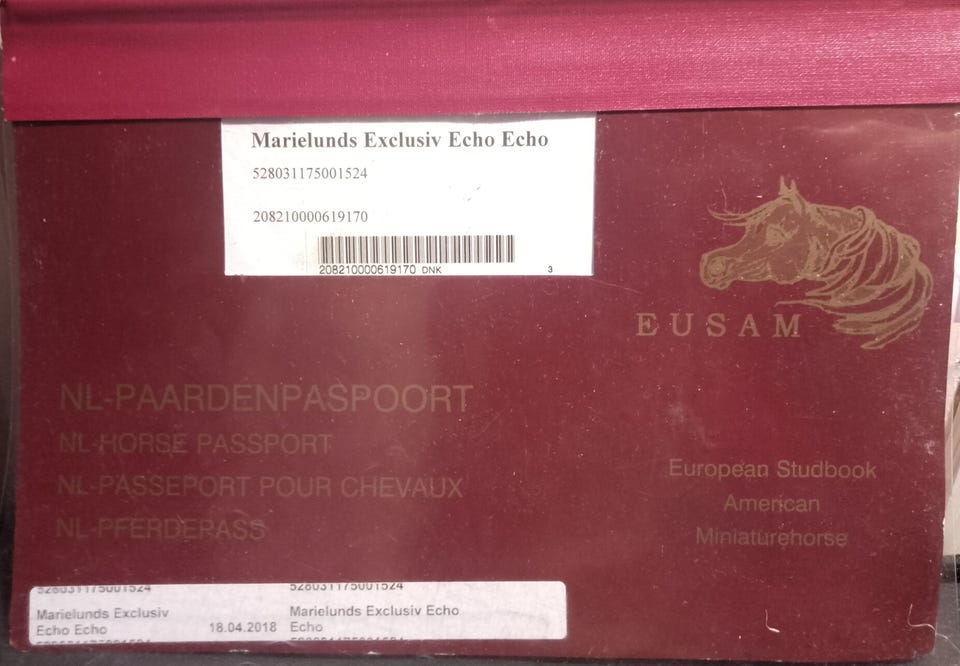 Marielunds Exclusiv Echo Echo
528031175001524
208210000619170
208210000619170 DNK 3
EUSAM
NL-PAARDENPASPOORT
NL-HORSE PASSPORT
NL-PASSEPORT POUR CHEVAUX
NL-PFERDEPASS
European Studbook
American
Miniaturehorse
528031175001524 528031175001524
Marielunds Exclusiv
Echo Echo
18.04.2018
Marielunds Exclusiv Echo
Echo